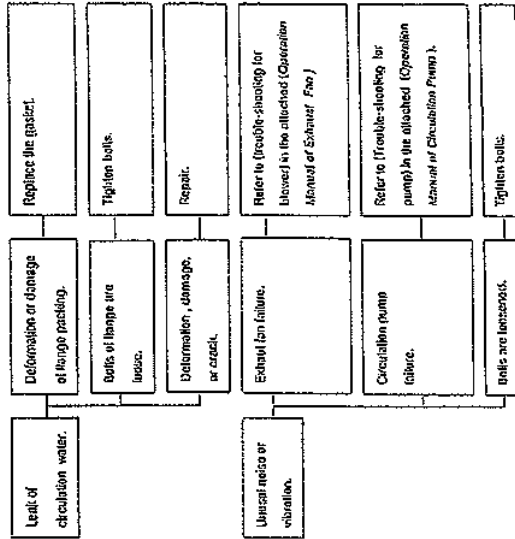 Leak of
circulation water.
Deformation or damage
of flange packing.
Replace the gasket.
Bolts of flange are
loose.
Tighten bolts.
Deformation, damage,
or crack.
Repair.
Unusal noise or
vibration.
Exhaut fan failure.
Refer to (trouble-shooting for
blower) in the attached (Operation
Manual of Exhaust Fan)
Circulation pump
failure.
Refer to (Trouble-shooting for
pump) in the attached (Operation
Manual of Circulation Pump).
Bolts are loosened.
Tighten bolts.